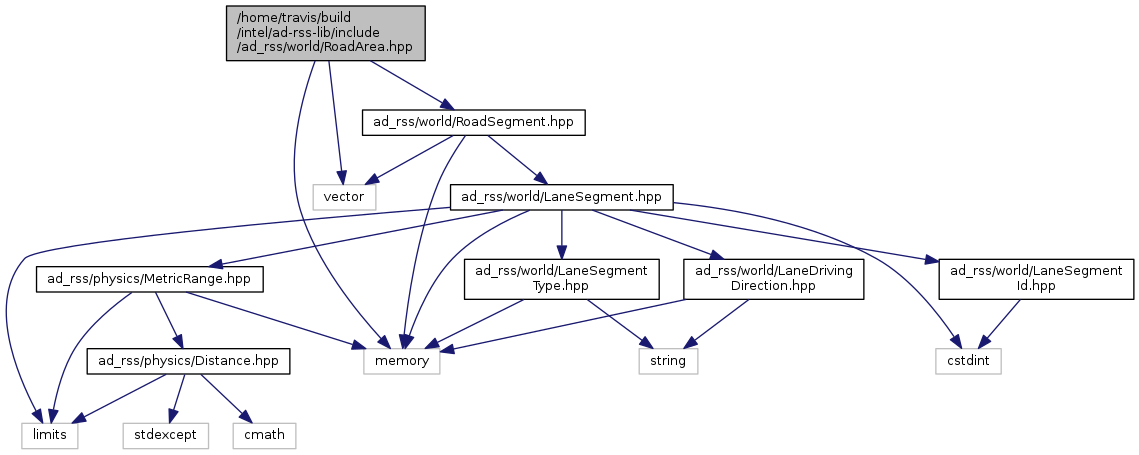 /home/travis/build
/intel/ad-rss-lib/include
/ad_rss/world/RoadArea.hpp
ad_rss/world/RoadSegment.hpp
vector
ad_rss/world/LaneSegment.hpp
ad_rss/physics/MetricRange.hpp
ad_rss/world/LaneSegment
Type.hpp
ad_rss/world/LaneDriving
Direction.hpp
ad_rss/world/LaneSegment
Id.hpp
ad_rss/physics/Distance.hpp
memory
string
cstdint
limits
stdexcept
cmath